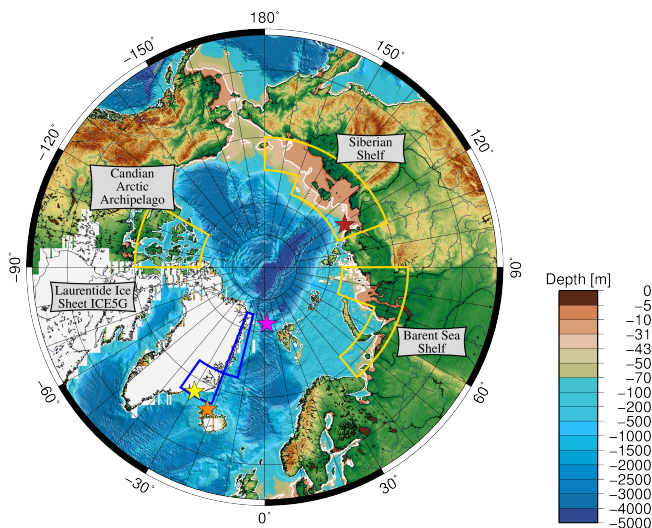 180°
−150°
150°
−120°
120°
−90°
90°
−60°
60°
−30°
30°
0°
Siberian
Shelf
Candian
Arctic
Archipelago
Laurentide Ice
Sheet ICE5G
Barent Sea
Shelf
Depth [m]
0
−5
−10
−31
−43
−50
−70
−100
−200
−500
−1000
−1500
−2000
−2500
−3000
−4000
−5000